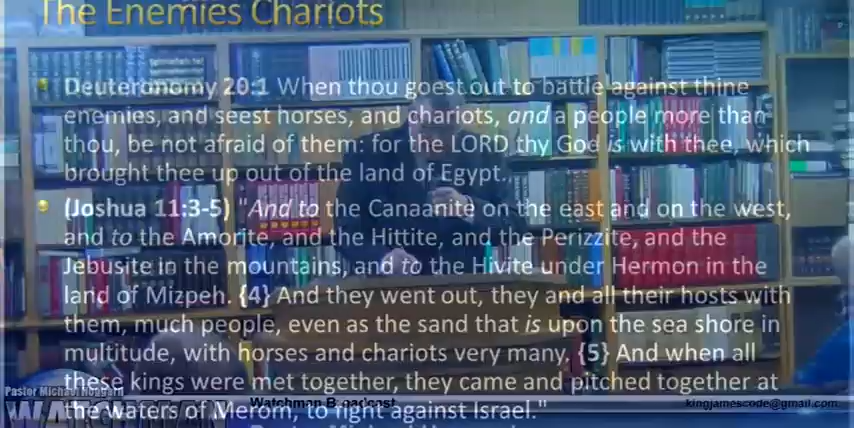 The Enemies Chariots
Deuteronomy 20:1 When thou goest out to battle against thine
enemies, and seest horses, and chariots, and a people more than
thou, be not afraid of them: for the LORD thy God is with thee, which
brought thee up out of the land of Egypt.
(Joshua 11:3-5) "And to the Canaanite on the east and on the west,
and to the Amorite, and the Hittite, and the Perizzite, and the
Jebusite in the mountains, and to the Hivite under Hermon in the
land of Mizpeh. {4} And they went out, they and all their hosts with
them, much people, even as the sand that is upon the sea shore in
multitude, with horses and chariots very many. {5} And when all
these kings were met together, they came and pitched together at
the waters of Merom, to fight against Israel."
Pastor Michael Hoggard
WATCHMAN
Watchman Broadcast
kingjamescode@gmail.com